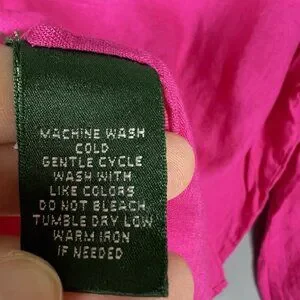 MACHINE WASH
COLD
GENTLE CYCLE
WASH WITH
LIKE COLORS
DO NOT BLEACH
TUMBLE DRY LOW
WARM IRON
IF NEEDED